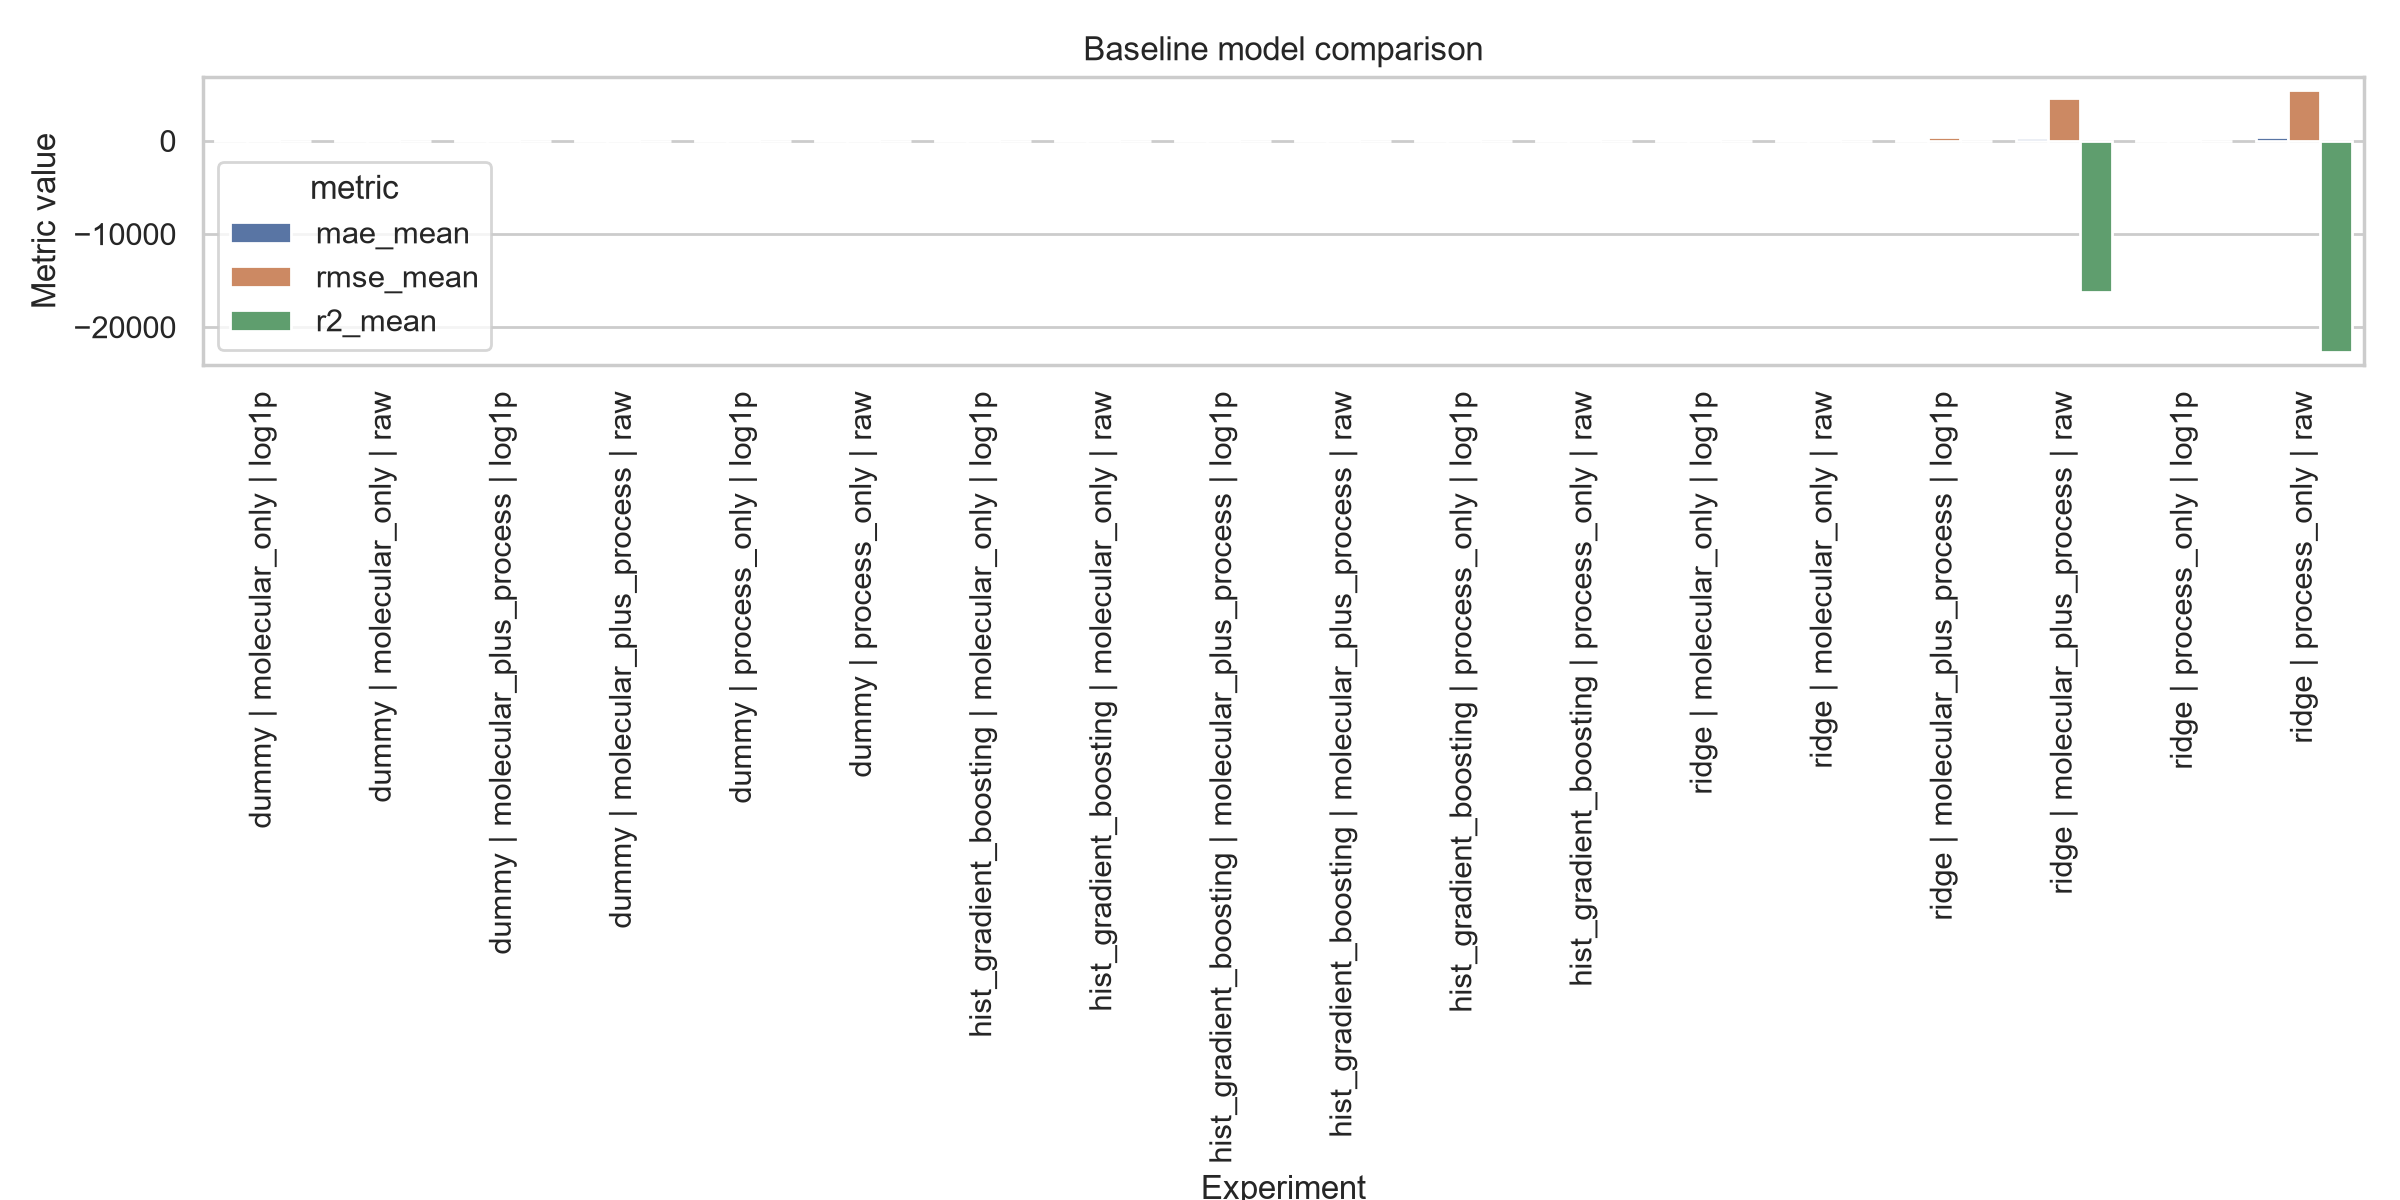 Baseline model comparison
Metric value
0
−10000
−20000
metric
mae_mean
rmse_mean
r2_mean
dummy | molecular_only | log1p
dummy | molecular_only | raw
dummy | molecular_plus_process | log1p
dummy | molecular_plus_process | raw
dummy | process_only | log1p
dummy | process_only | raw
hist_gradient_boosting | molecular_only | log1p
hist_gradient_boosting | molecular_only | raw
hist_gradient_boosting | molecular_plus_process | log1p
hist_gradient_boosting | molecular_plus_process | raw
hist_gradient_boosting | process_only | log1p
hist_gradient_boosting | process_only | raw
ridge | molecular_only | log1p
ridge | molecular_only | raw
ridge | molecular_plus_process | log1p
ridge | molecular_plus_process | raw
ridge | process_only | log1p
ridge | process_only | raw
Experiment